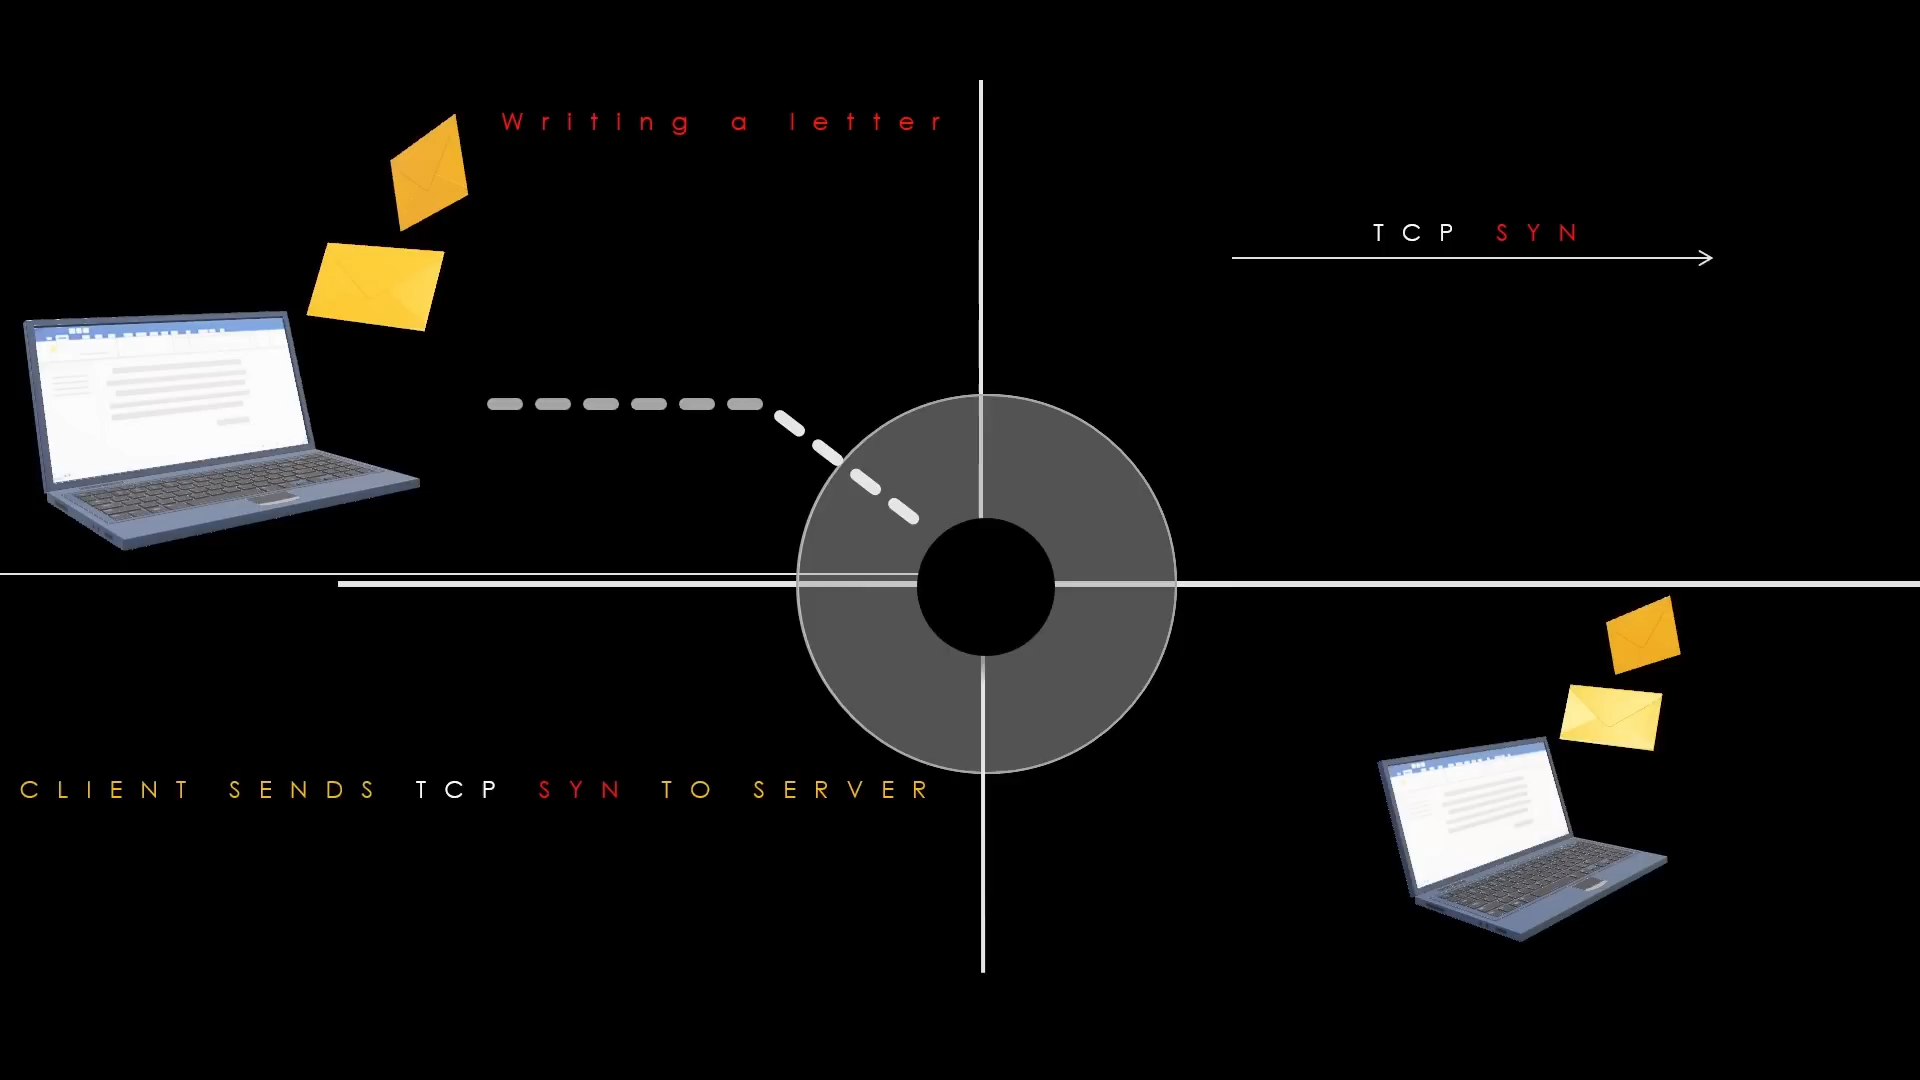 Writing a letter
TCP SYN
CLIENT SENDS TCP SYN TO SERVER